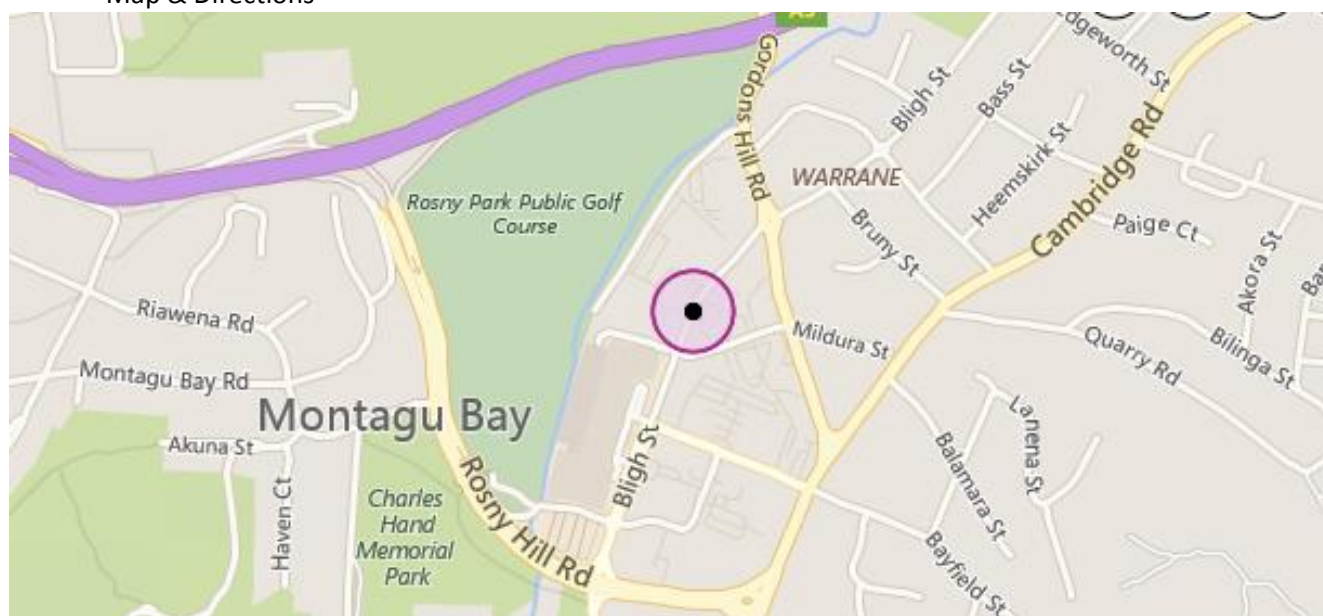 Map & Directions
A3
Gordons Hill Rd
Bligh St
Bass St
Edgeworth St
Heemskirk St
Cambridge Rd
WARRANE
Rosny Park Public Golf
Course
Bruny St
Paige Ct
Akora St
Riawena Rd
Mildura St
Quarry Rd
Bilinga St
Montagu Bay Rd
Montagu Bay
Lanena St
Akuna St
Bligh St
Balamara St
Rosny Hill Rd
Haven Ct
Charles
Hand
Memorial
Park
Bayfield St